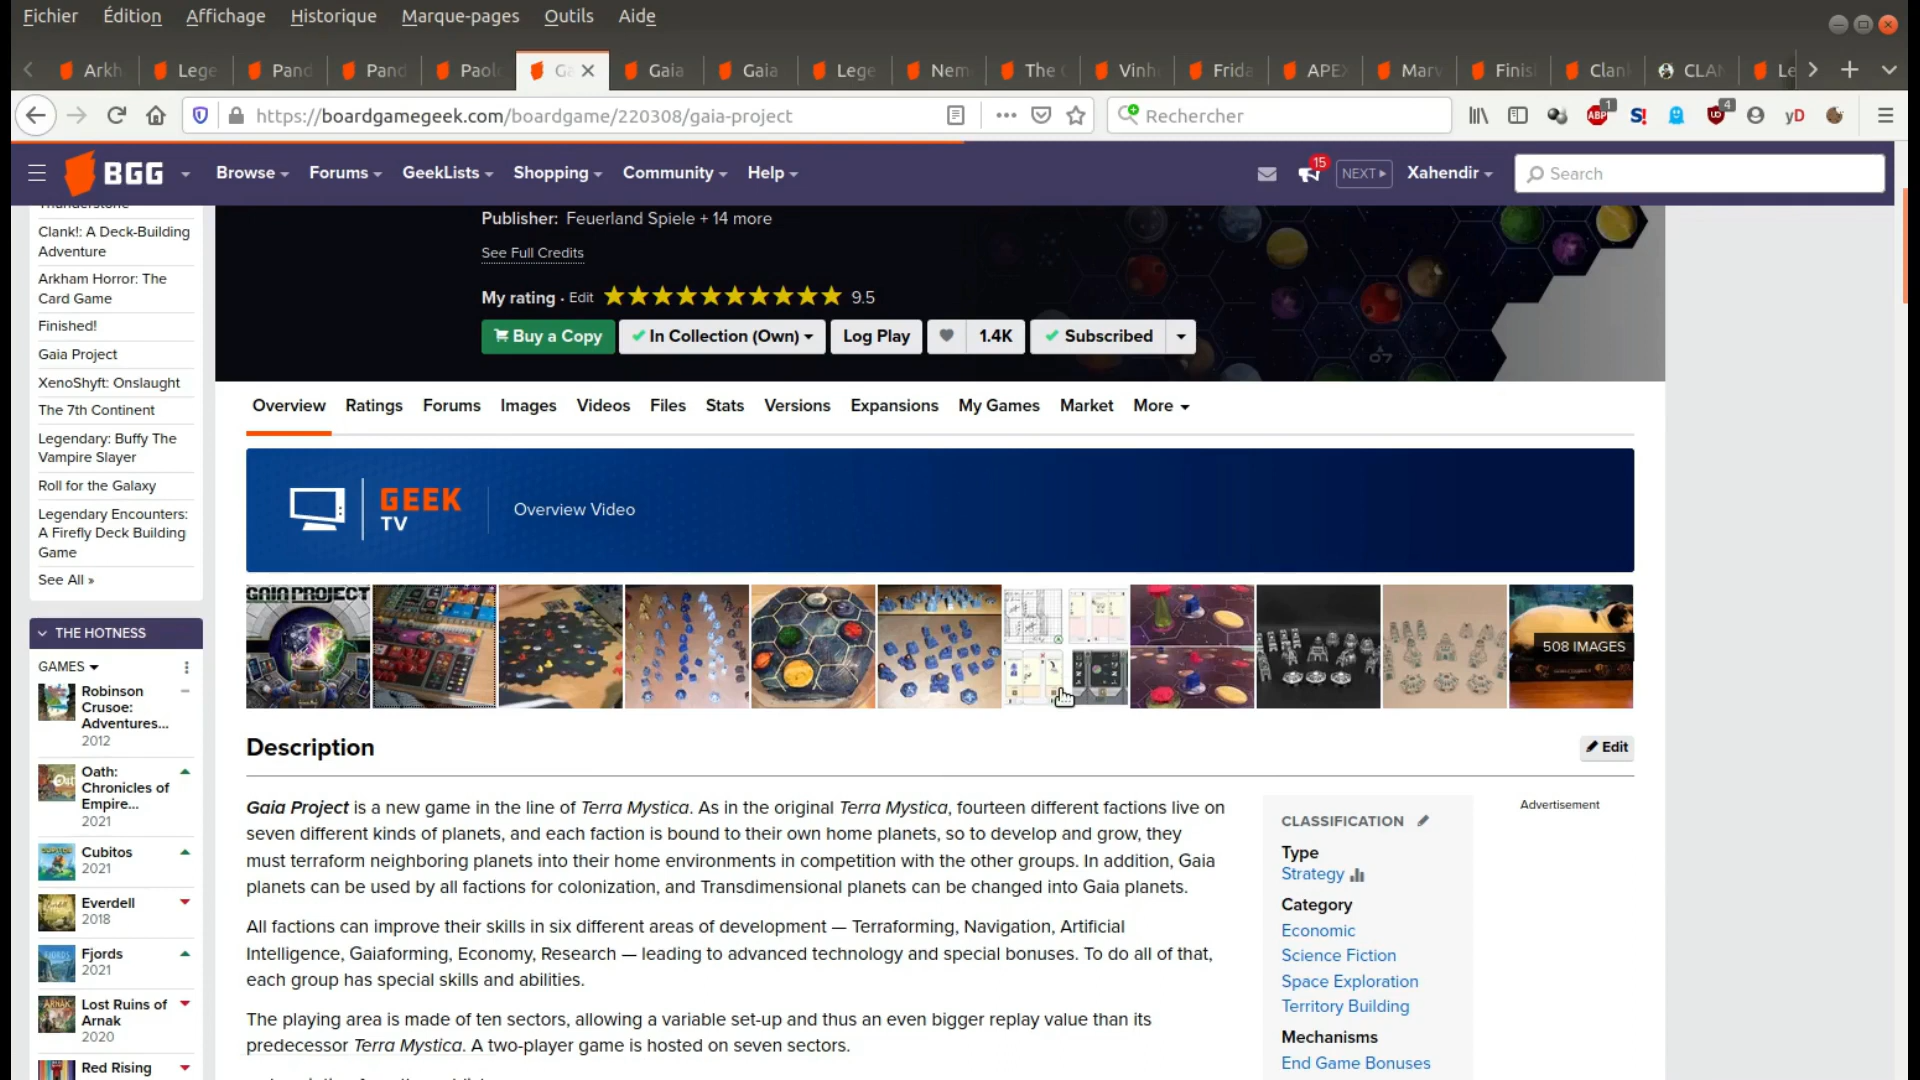 Fichier Édition Affichage Historique Marque-pages Outils Aide
Arkh Lege Pand Pand Paol Ga Gaia Gaia Lege Nem The Vinh Frida APEX Marv Finis Clank CLAN Le
https://boardgamegeek.com/boardgame/220308/gaia-project Rechercher
ABP 1 S! 4 yD
BGG Browse Forums GeekLists Shopping Community Help 15 NEXT Xahendir Search
Thunderstone
Clank!: A Deck-Building
Adventure
Arkham Horror: The
Card Game
Finished!
Gaia Project
XenoShyft: Onslaught
The 7th Continent
Legendary: Buffy The
Vampire Slayer
Roll for the Galaxy
Legendary Encounters:
A Firefly Deck Building
Game
See All »
THE HOTNESS
GAMES
Robinson
Crusoe:
Adventures...
2012
Oath:
Chronicles of
Empire...
2021
Cubitos
2021
Everdell
2018
Fjords
2021
Lost Ruins of
Arnak
2020
Red Rising
Publisher: Feuerland Spiele + 14 more
See Full Credits
My rating · Edit 9.5
Buy a Copy In Collection (Own) Log Play 1.4K Subscribed
07
Overview Ratings Forums Images Videos Files Stats Versions Expansions My Games Market More
GEEK
TV
Overview Video
GAIA PROJECT
508 IMAGES
Description
Edit
Gaia Project is a new game in the line of Terra Mystica. As in the original Terra Mystica, fourteen different factions live on
seven different kinds of planets, and each faction is bound to their own home planets, so to develop and grow, they
must terraform neighboring planets into their home environments in competition with the other groups. In addition, Gaia
planets can be used by all factions for colonization, and Transdimensional planets can be changed into Gaia planets.
All factions can improve their skills in six different areas of development — Terraforming, Navigation, Artificial
Intelligence, Gaiaforming, Economy, Research — leading to advanced technology and special bonuses. To do all of that,
each group has special skills and abilities.
The playing area is made of ten sectors, allowing a variable set-up and thus an even bigger replay value than its
predecessor Terra Mystica. A two-player game is hosted on seven sectors.
CLASSIFICATION
Type
Strategy
Category
Economic
Science Fiction
Space Exploration
Territory Building
Mechanisms
End Game Bonuses
Advertisement